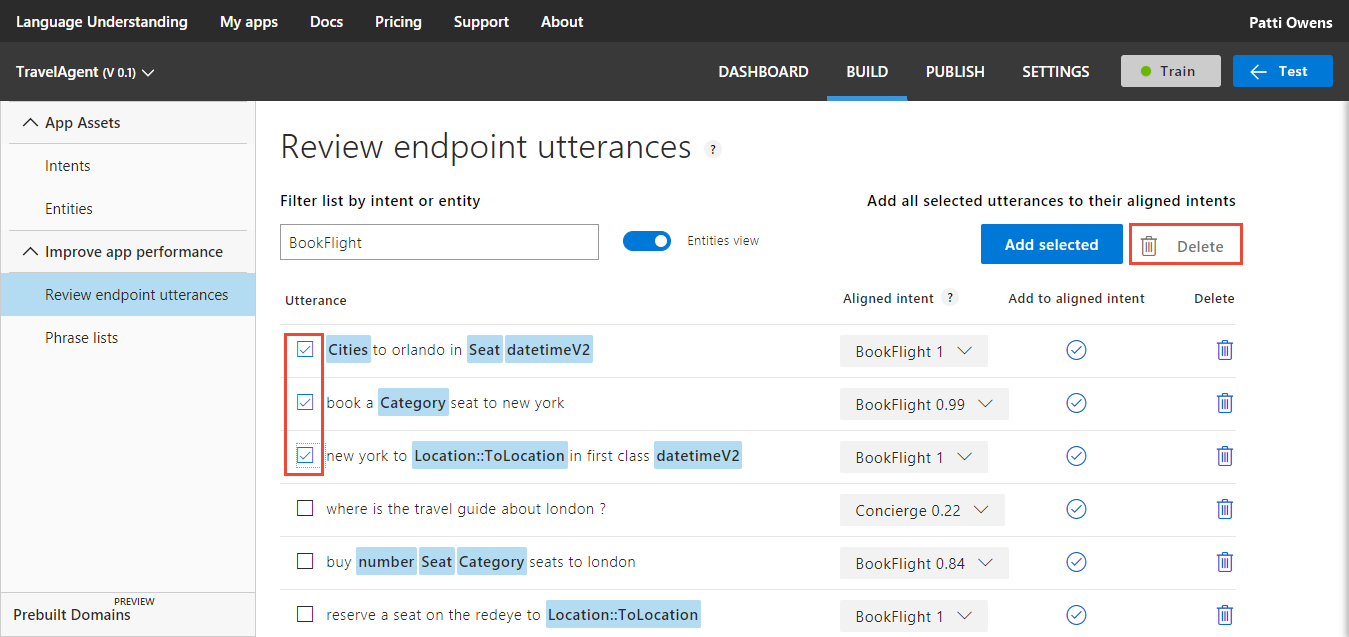 Language Understanding My apps Docs Pricing Support About Patti Owens
TravelAgent (V 0.1) DASHBOARD BUILD PUBLISH SETTINGS Train Test
App Assets
Intents
Entities
Improve app performance
Review endpoint utterances
Phrase lists
PREVIEW
Prebuilt Domains
Review endpoint utterances ?
Filter list by intent or entity Add all selected utterances to their aligned intents
BookFlight Entities view Add selected Delete
Utterance Aligned intent ? Add to aligned intent Delete
Cities to orlando in Seat datetimeV2 BookFlight 1
book a Category seat to new york BookFlight 0.99
new york to Location::ToLocation in first class datetimeV2 BookFlight 1
where is the travel guide about london ? Concierge 0.22
buy number Seat Category seats to london BookFlight 0.84
reserve a seat on the redeye to Location::ToLocation BookFlight 1